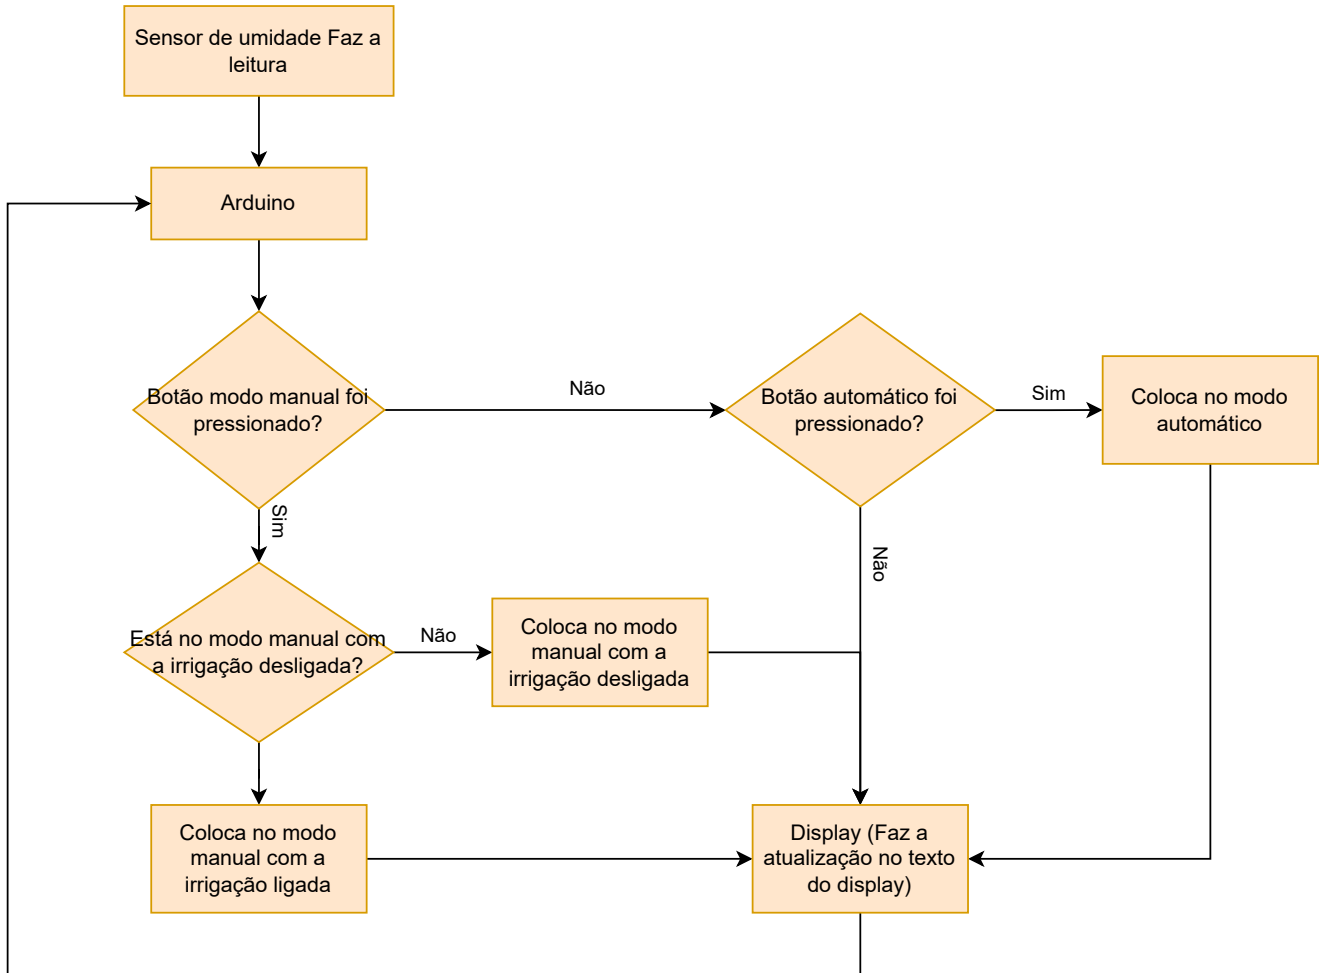 Sensor de umidade Faz a
leitura
Arduino
Botão modo manual foi
pressionado?
Não
Botão automático foi
pressionado?
Sim
Coloca no modo
automático
Sim
Não
Está no modo manual com
a irrigação desligada?
Não
Coloca no modo
manual com a
irrigação desligada
Coloca no modo
manual com a
irrigação ligada
Display (Faz a
atualização no texto
do display)